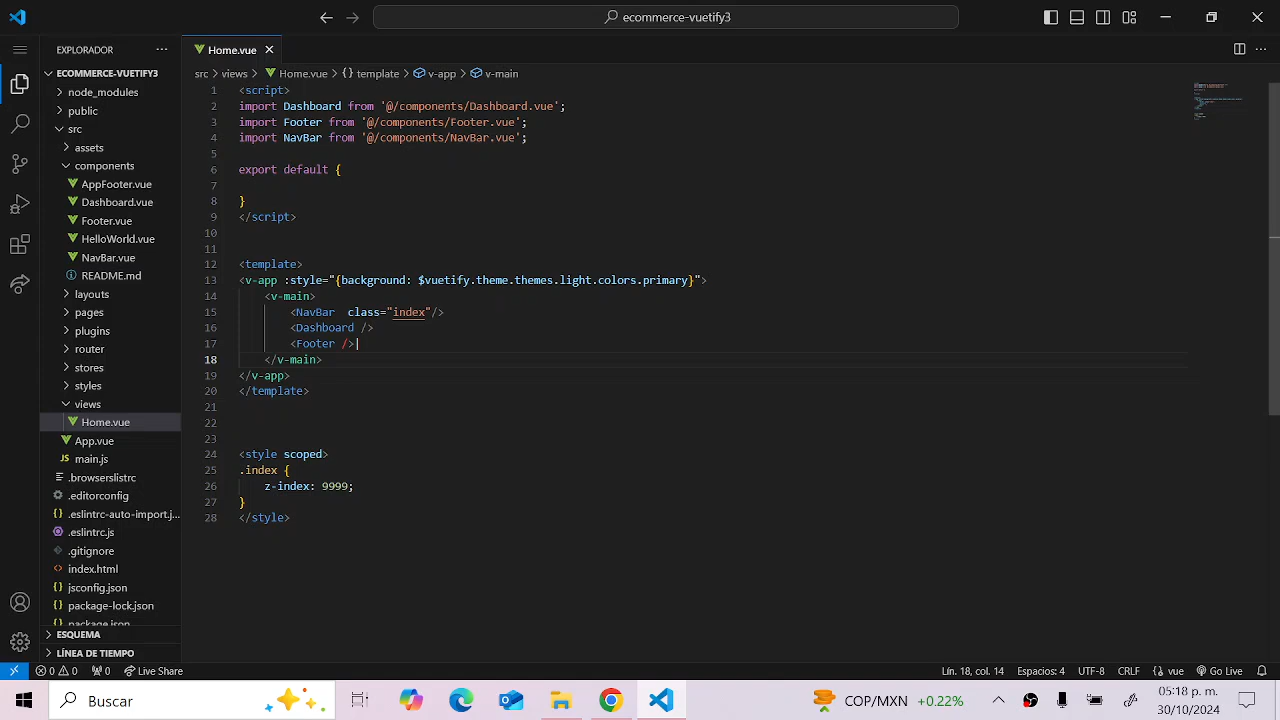 ecommerce-vuetify3
EXPLORADOR
ECOMMERCE-VUETIFY3
node_modules
public
src
assets
components
AppFooter.vue
Dashboard.vue
Footer.vue
HelloWorld.vue
NavBar.vue
README.md
layouts
pages
plugins
router
stores
styles
views
Home.vue
App.vue
main.js
.browserslistrc
.editorconfig
.eslintrc-auto-import.j...
.eslintrc.js
.gitignore
index.html
jsconfig.json
package-lock.json
package.json
ESQUEMA
LÍNEA DE TIEMPO
Home.vue
src > views > Home.vue > {} template > v-app > v-main
1 <script>
2 import Dashboard from '@/components/Dashboard.vue';
3 import Footer from '@/components/Footer.vue';
4 import NavBar from '@/components/NavBar.vue';
5
6 export default {
7
8 }
9 </script>
10
11
12 <template>
13 <v-app :style="{background: $vuetify.theme.themes.light.colors.primary}">
14 <v-main>
15 <NavBar  class="index"/>
16 <Dashboard />
17 <Footer />
18 </v-main>
19 </v-app>
20 </template>
21
22
23
24 <style scoped>
25 .index {
26 z-index: 9999;
27 }
28 </style>
0 0 0 Live Share Lín. 18, col. 14 Espacios: 4 UTF-8 CRLF {} vue Go Live
Buscar COP/MXN +0.22% 05:18 p. m.
30/10/2024